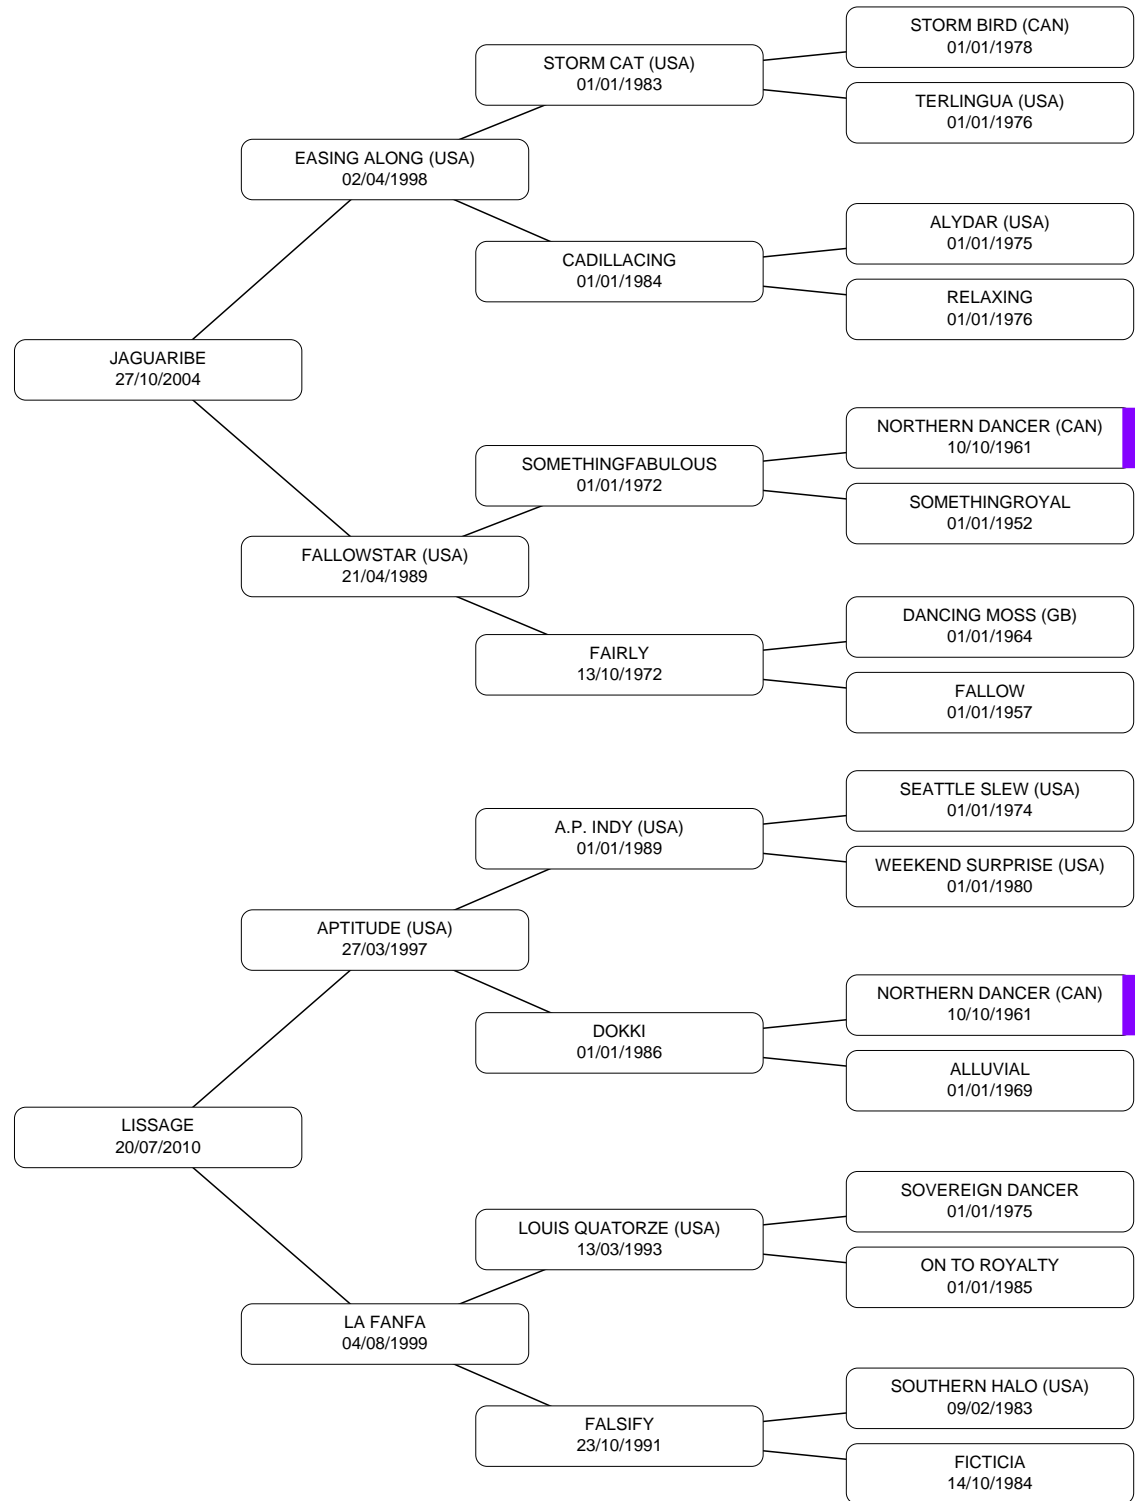 STORM BIRD (CAN)
01/01/1978
STORM CAT (USA)
01/01/1983
TERLINGUA (USA)
01/01/1976
EASING ALONG (USA)
02/04/1998
ALYDAR (USA)
01/01/1975
CADILLACING
01/01/1984
RELAXING
01/01/1976
JAGUARIBE
27/10/2004
NORTHERN DANCER (CAN)
10/10/1961
SOMETHINGFABULOUS
01/01/1972
SOMETHINGROYAL
01/01/1952
FALLOWSTAR (USA)
21/04/1989
DANCING MOSS (GB)
01/01/1964
FAIRLY
13/10/1972
FALLOW
01/01/1957
SEATTLE SLEW (USA)
01/01/1974
A.P. INDY (USA)
01/01/1989
WEEKEND SURPRISE (USA)
01/01/1980
APTITUDE (USA)
27/03/1997
NORTHERN DANCER (CAN)
10/10/1961
DOKKI
01/01/1986
ALLUVIAL
01/01/1969
LISSAGE
20/07/2010
SOVEREIGN DANCER
01/01/1975
LOUIS QUATORZE (USA)
13/03/1993
ON TO ROYALTY
01/01/1985
LA FANFA
04/08/1999
SOUTHERN HALO (USA)
09/02/1983
FALSIFY
23/10/1991
FICTICIA
14/10/1984